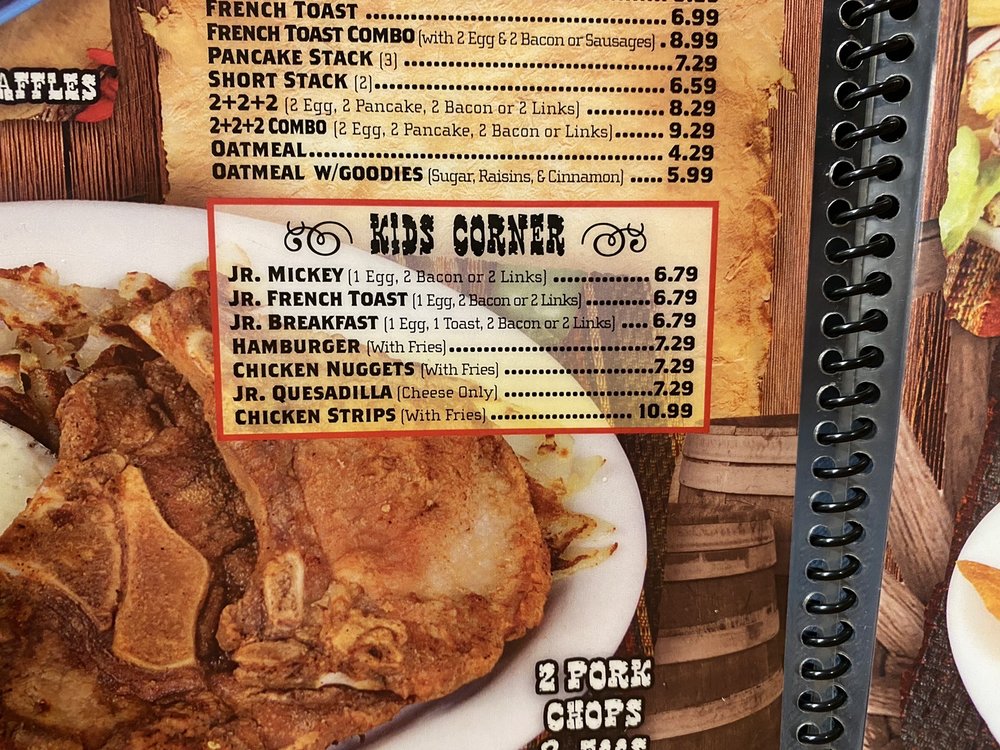 FRENCH TOAST ........ 6.99
FRENCH TOAST COMBO (with 2 Egg & 2 Bacon or Sausages) . 8.99
PANCAKE STACK (3) ........ 7.29
SHORT STACK (2) ........ 6.59
2+2+2 (2 Egg, 2 Pancake, 2 Bacon or 2 Links) ........ 8.29
2+2+2 COMBO (2 Egg, 2 Pancake, 2 Bacon or Links) ........ 9.29
OATMEAL ........ 4.29
OATMEAL W/GOODIES (Sugar, Raisins, & Cinnamon) ..... 5.99
AFFLES
KIDS CORNER
JR. MICKEY (1 Egg, 2 Bacon or 2 Links) ........ 6.79
JR. FRENCH TOAST (1 Egg, 2 Bacon or 2 Links) ........ 6.79
JR. BREAKFAST (1 Egg, 1 Toast, 2 Bacon or 2 Links) .... 6.79
HAMBURGER (With Fries) ........ 7.29
CHICKEN NUGGETS (With Fries) ........ 7.29
JR. QUESADILLA (Cheese Only) ........ 7.29
CHICKEN STRIPS (With Fries) ........ 10.99
2 PORK
CHOPS